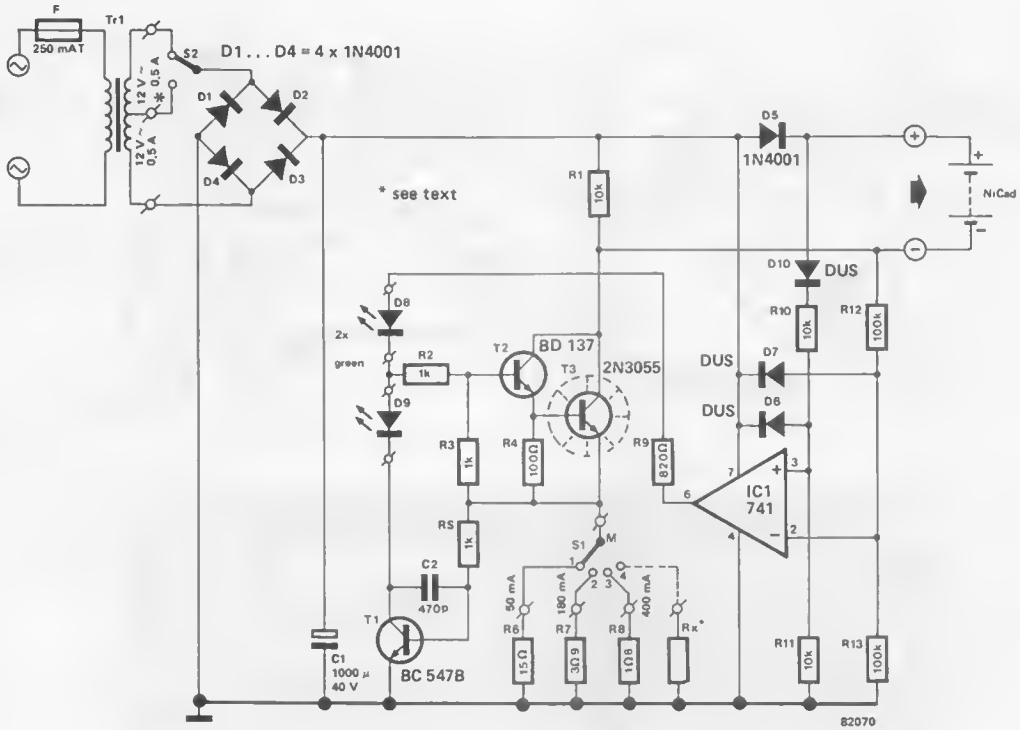 F
250 mAT
Tr1
12 V ~
0,5 A
*
12 V ~
0,5 A
S2
D1 . . . D4 = 4 x 1N4001
D1
D2
D4
D3
* see text
R1
10k
D5
1N4001
+
+
NiCad
−
−
D10
DUS
R10
10k
R12
100k
D8
2x
green
D9
R2
1k
T2
BD 137
T3
2N3055
DUS
D7
DUS
D6
R3
1k
R4
100Ω
R9
820Ω
7
3
+
IC1
6
741
2
−
4
RS
1k
S1
M
1
2
3
4
C2
470p
50 mA
180 mA
400 mA
T1
BC 547B
C1
1000 µ
40 V
R6
15Ω
R7
3Ω9
R8
1Ω8
Rx*
R11
10k
R13
100k
82070